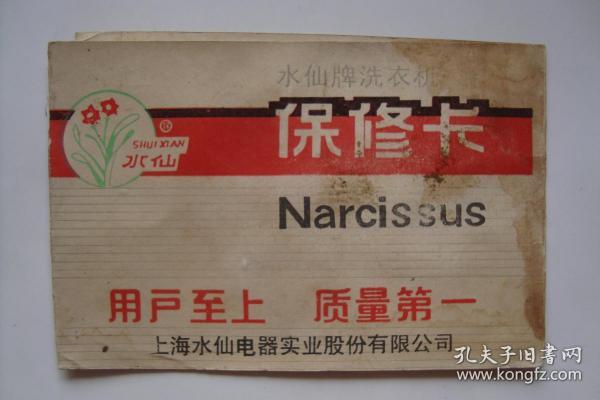 水仙牌洗衣机
保修卡
®
SHUI XIAN
水仙
Narcissus
用户至上 质量第一
上海水仙电器实业股份有限公司
孔夫子旧书网
www.kongfz.com